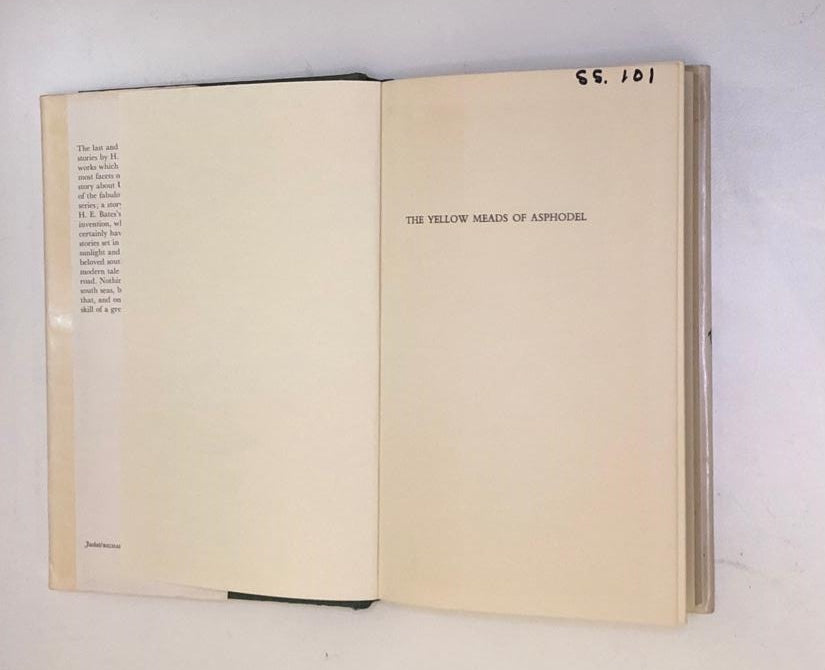 The last and
stories by H.
works which
most facets o
story about U
of the fabulo
series; a story
H. E. Bates's
invention, wh
certainly hav
stories set in
sunlight and
beloved sout
modern tale
road. Nothin
south seas, b
that, and on
skill of a gre
THE YELLOW MEADS OF ASPHODEL